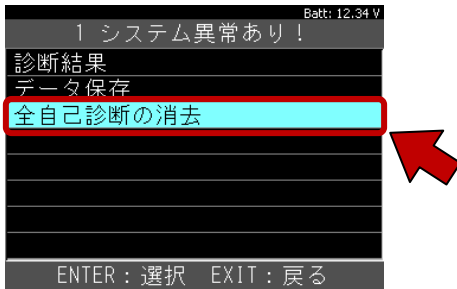 Batt: 12.34 V
1 システム異常あり！
診断結果
データ保存
全自己診断の消去
ENTER：選択 EXIT：戻る